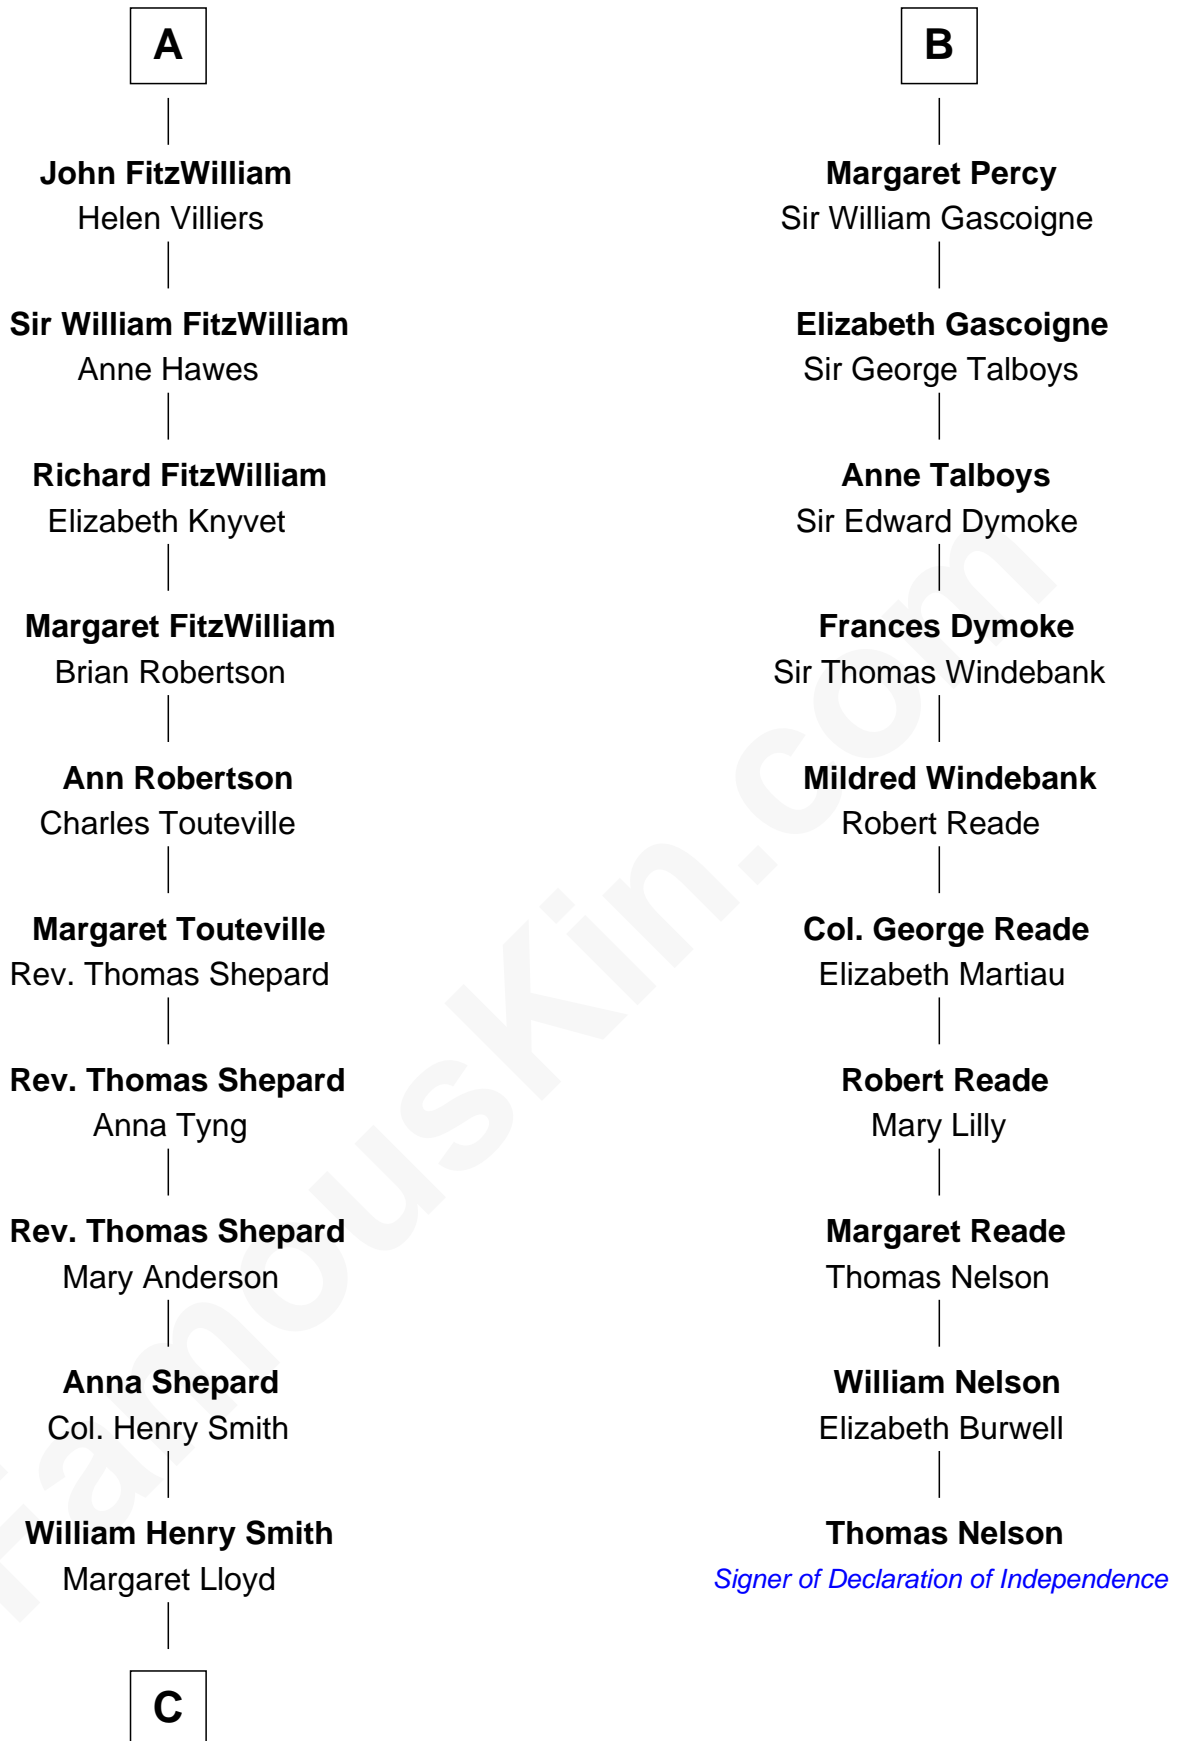 A
John FitzWilliam
Helen Villiers
Sir William FitzWilliam
Anne Hawes
Richard FitzWilliam
Elizabeth Knyvet
Margaret FitzWilliam
Brian Robertson
Ann Robertson
Charles Touteville
Margaret Touteville
Rev. Thomas Shepard
Rev. Thomas Shepard
Anna Tyng
Rev. Thomas Shepard
Mary Anderson
Anna Shepard
Col. Henry Smith
William Henry Smith
Margaret Lloyd
C
B
Margaret Percy
Sir William Gascoigne
Elizabeth Gascoigne
Sir George Talboys
Anne Talboys
Sir Edward Dymoke
Frances Dymoke
Sir Thomas Windebank
Mildred Windebank
Robert Reade
Col. George Reade
Elizabeth Martiau
Robert Reade
Mary Lilly
Margaret Reade
Thomas Nelson
William Nelson
Elizabeth Burwell
Thomas Nelson
Signer of Declaration of Independence
FamousKin.com